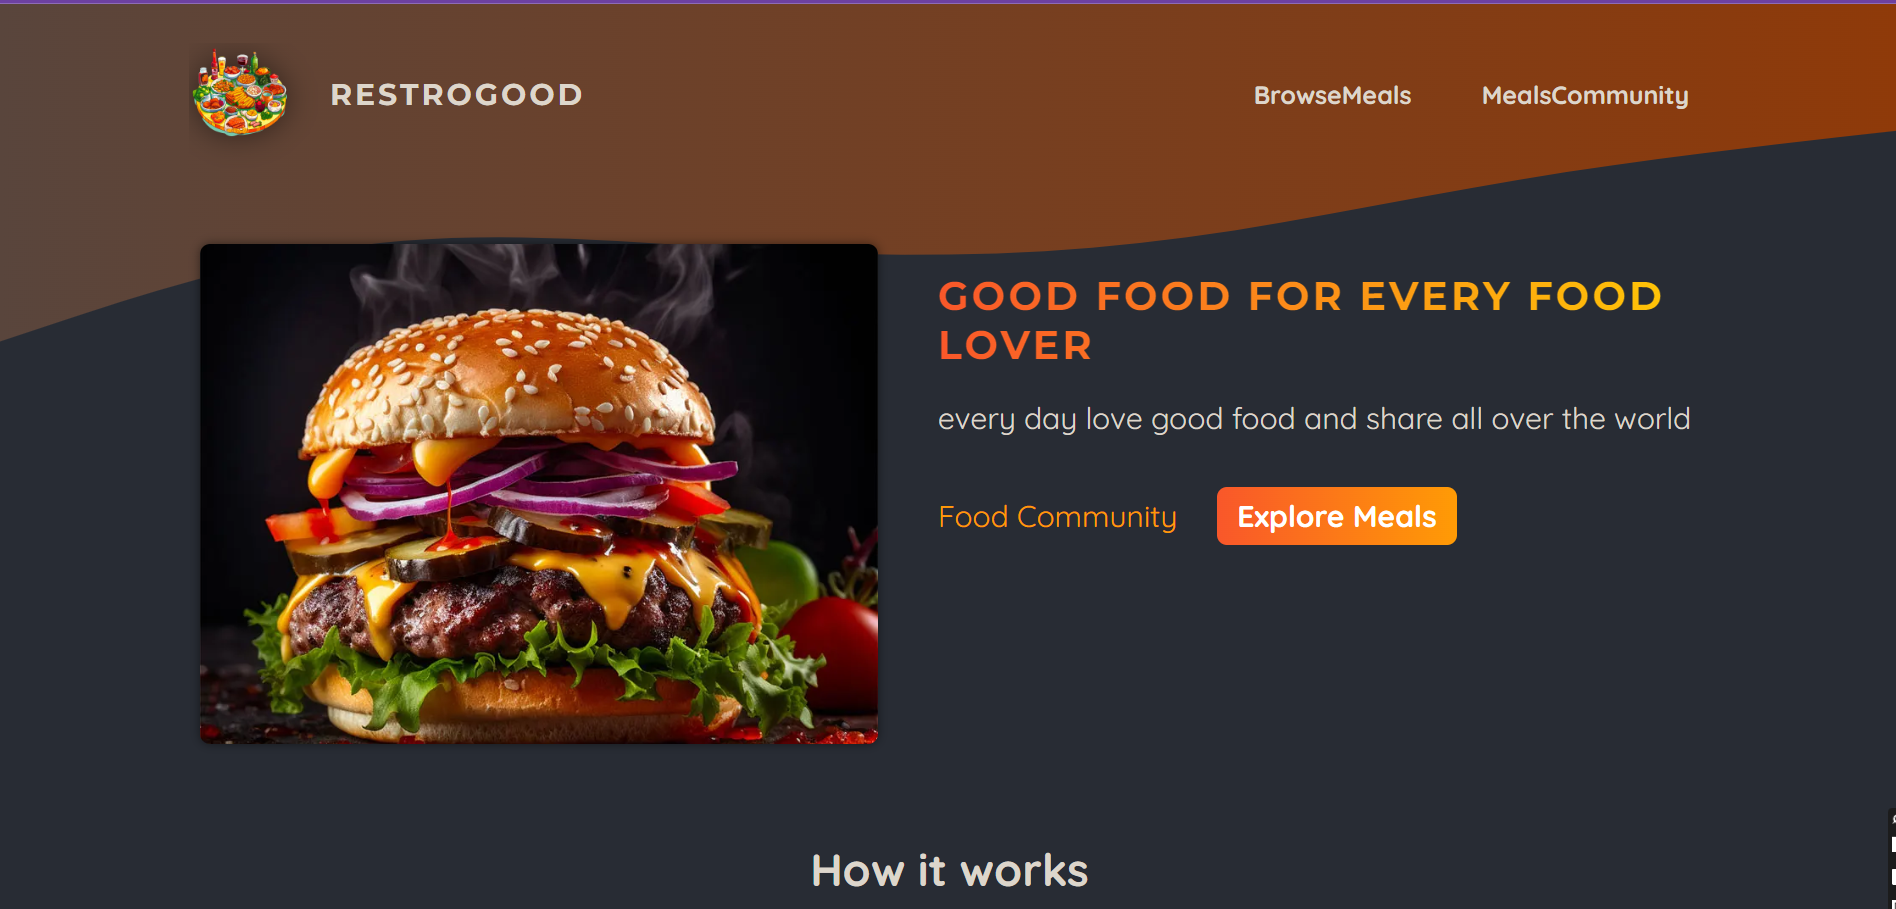 RESTROGOOD
BrowseMeals
MealsCommunity
GOOD FOOD FOR EVERY FOOD
LOVER
every day love good food and share all over the world
Food Community
Explore Meals
How it works